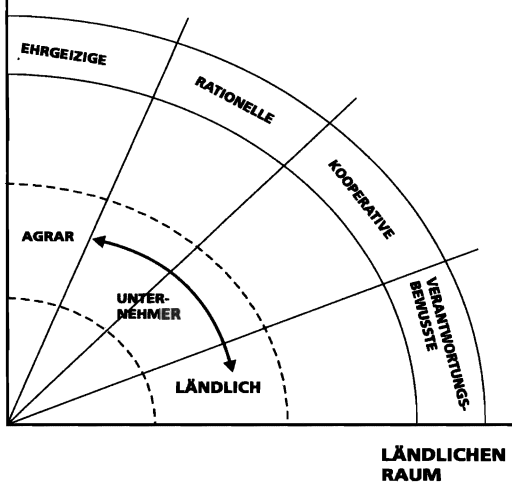 EHRGEIZIGE
RATIONELLE
KOOPERATIVE
VERANTWORTUNGS-
BEWUSSTE
AGRAR
UNTER-
NEHMER
LÄNDLICH
LÄNDLICHEN
RAUM